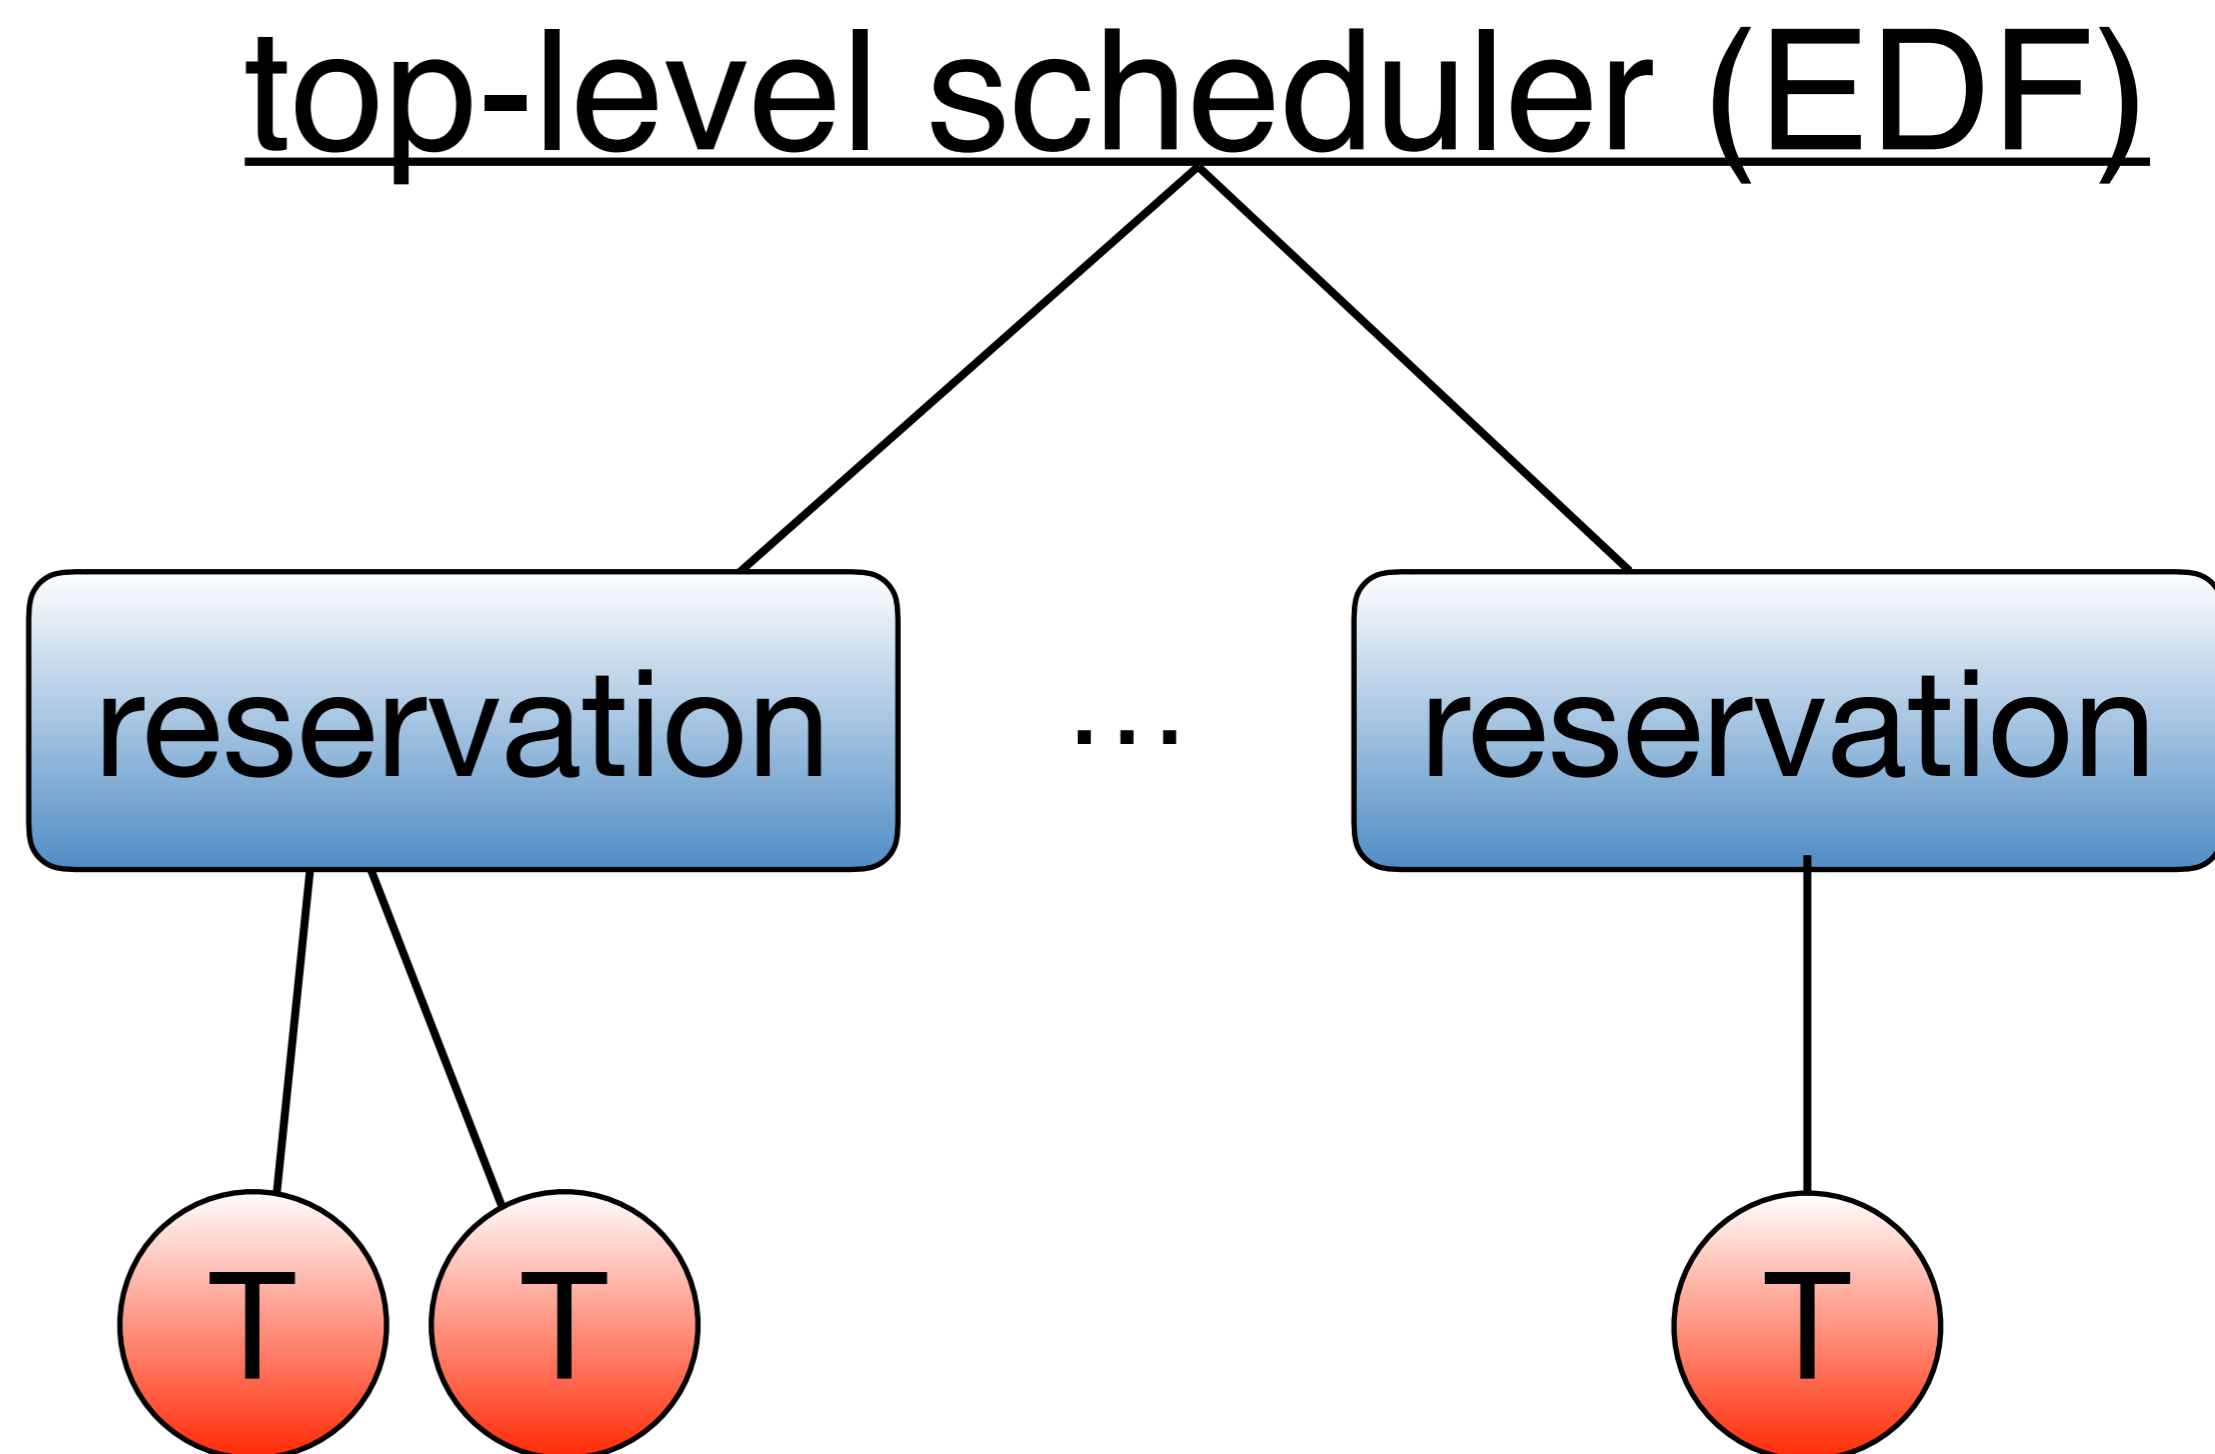 top-level scheduler (EDF)
reservation ... reservation
T T T